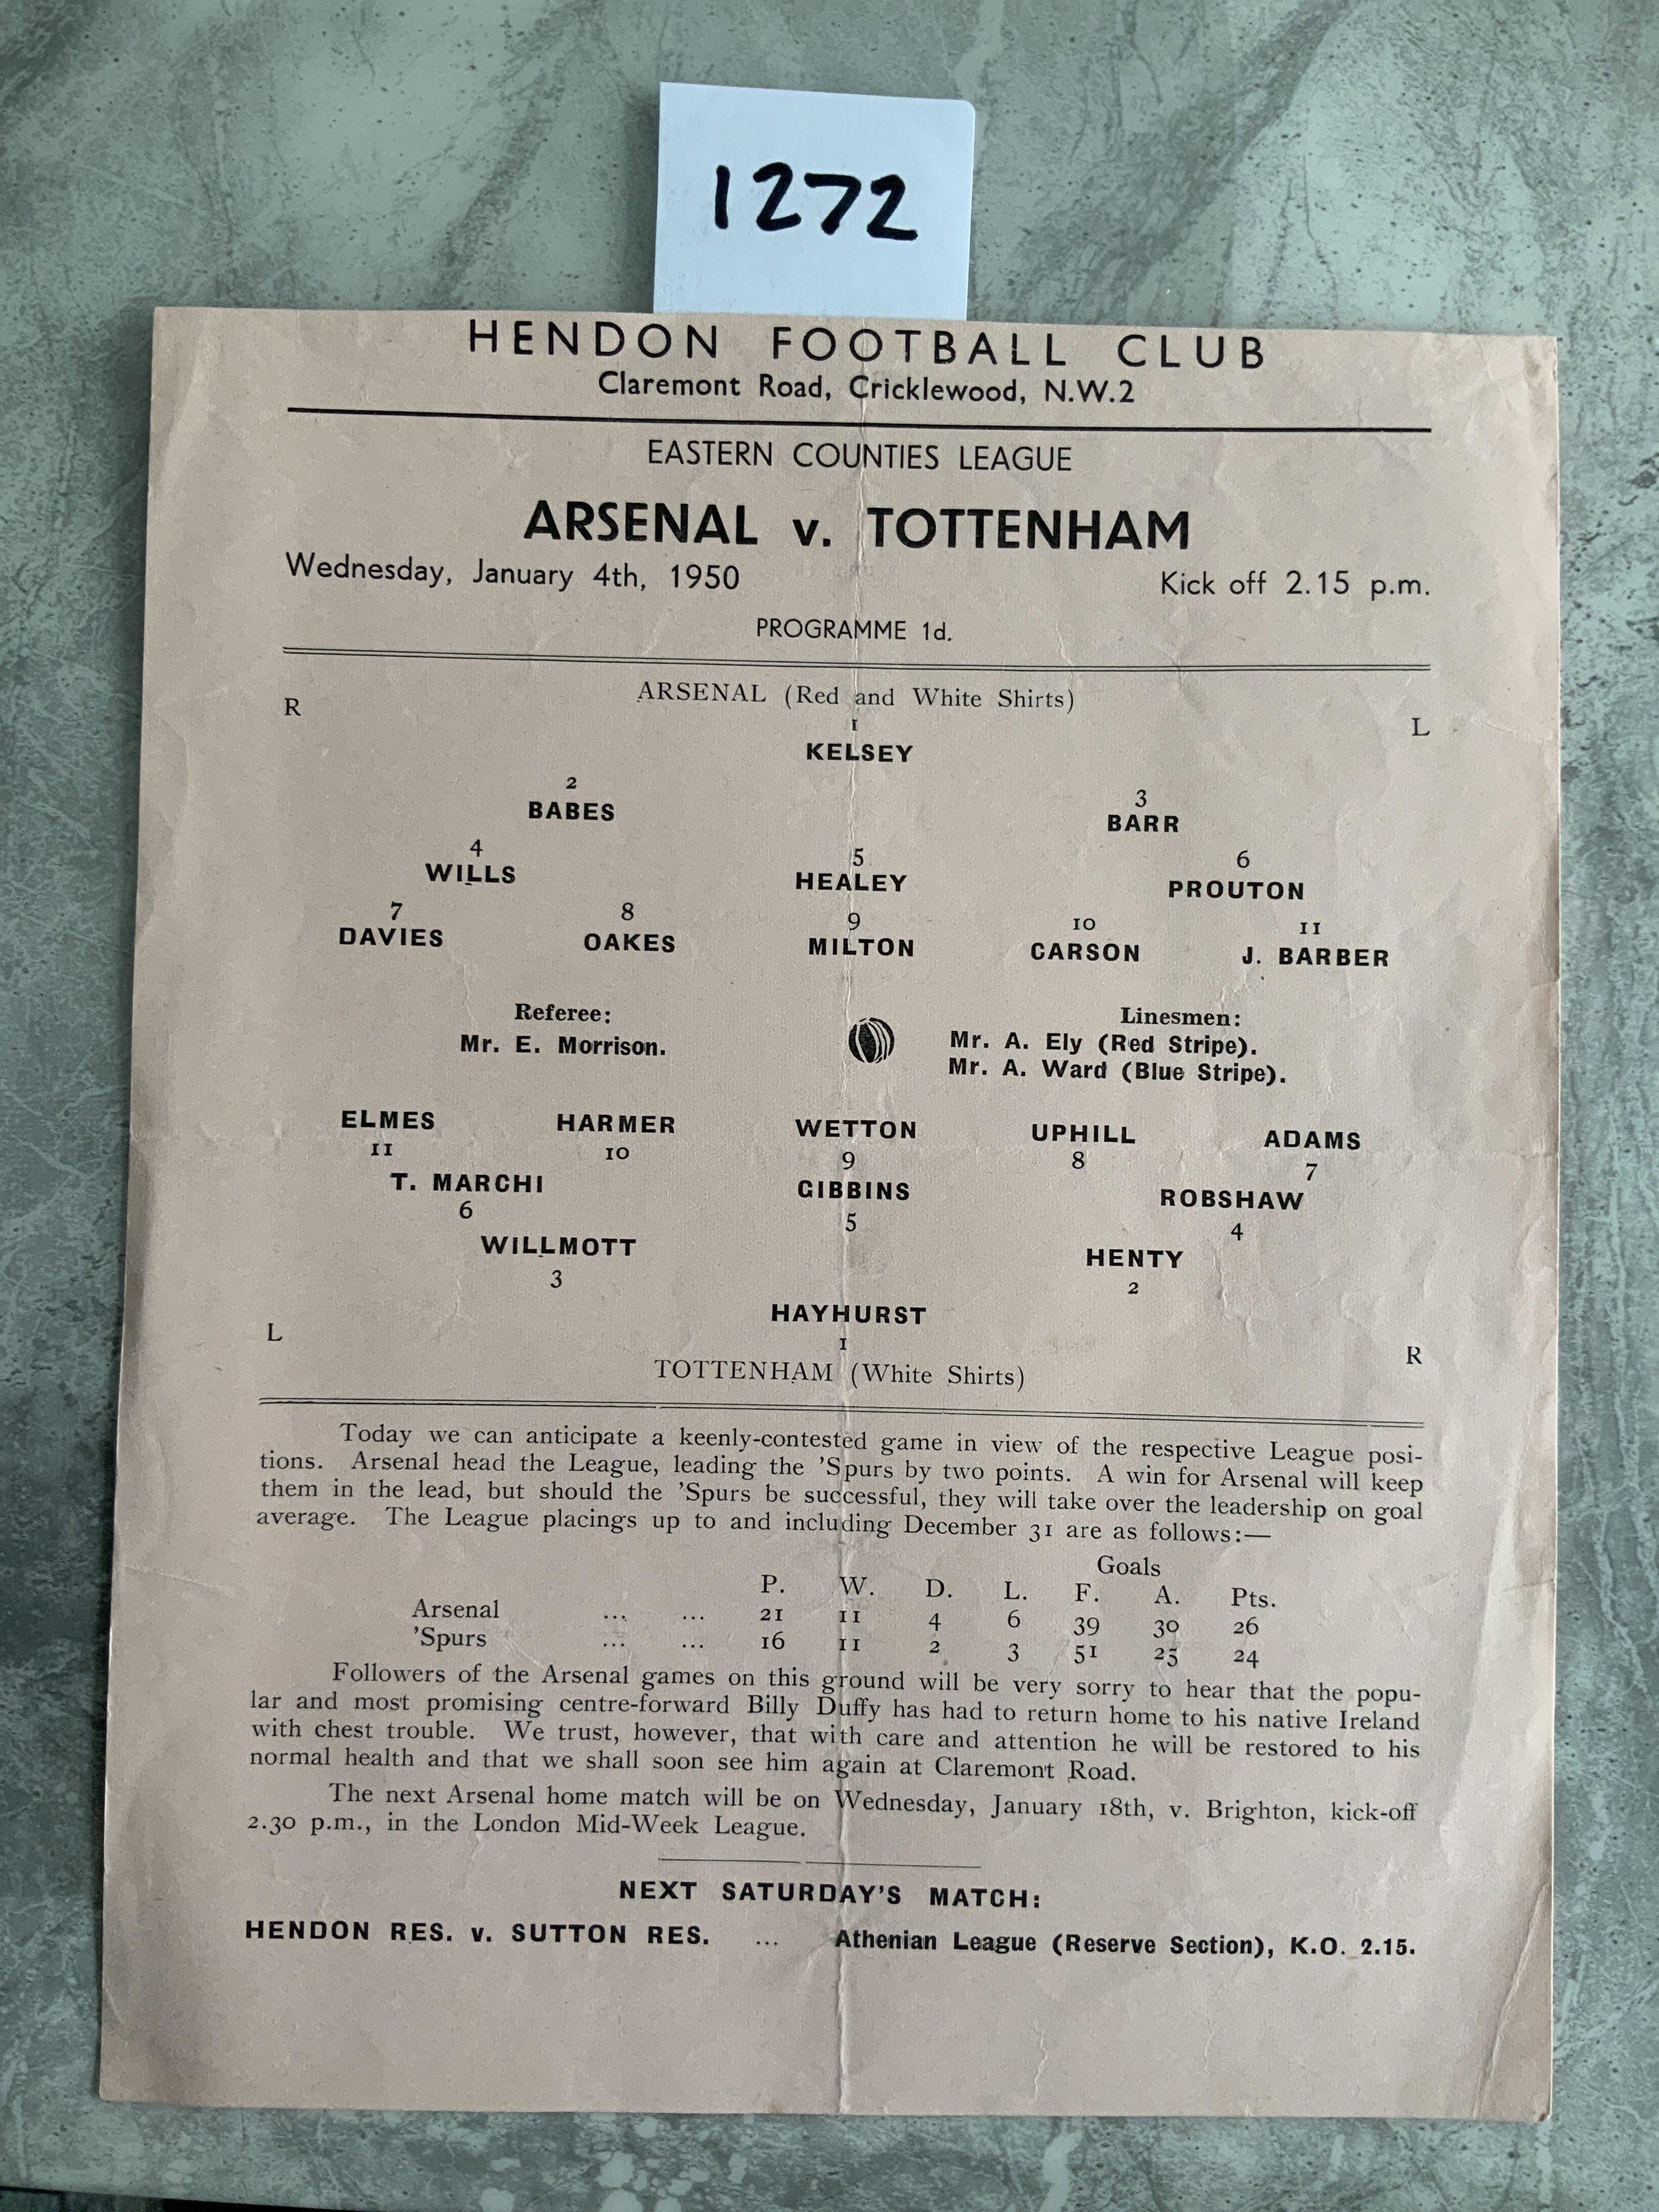 1272
HENDON FOOTBALL CLUB
Claremont Road, Cricklewood, N.W.2
EASTERN COUNTIES LEAGUE
ARSENAL v. TOTTENHAM
Wednesday, January 4th, 1950 Kick off 2.15 p.m.
PROGRAMME 1d.
R ARSENAL (Red and White Shirts) L
1
KELSEY
2 3
BABES BARR
4 5 6
WILLS HEALEY PROUTON
7 8 9 10 11
DAVIES OAKES MILTON CARSON J. BARBER
Referee: Linesmen:
Mr. E. Morrison. Mr. A. Ely (Red Stripe).
Mr. A. Ward (Blue Stripe).
ELMES HARMER WETTON UPHILL ADAMS
11 10 9 8 7
T. MARCHI GIBBINS ROBSHAW
6 5 4
WILLMOTT HENTY
3 2
HAYHURST
1
L TOTTENHAM (White Shirts) R
Today we can anticipate a keenly-contested game in view of the respective League posi-
tions. Arsenal head the League, leading the 'Spurs by two points. A win for Arsenal will keep
them in the lead, but should the 'Spurs be successful, they will take over the leadership on goal
average. The League placings up to and including December 31 are as follows:—
Goals
P. W. D. L. F. A. Pts.
Arsenal ... ... 21 11 4 6 39 30 26
'Spurs ... ... 16 11 2 3 51 25 24
Followers of the Arsenal games on this ground will be very sorry to hear that the popu-
lar and most promising centre-forward Billy Duffy has had to return home to his native Ireland
with chest trouble. We trust, however, that with care and attention he will be restored to his
normal health and that we shall soon see him again at Claremont Road.
The next Arsenal home match will be on Wednesday, January 18th, v. Brighton, kick-off
2.30 p.m., in the London Mid-Week League.
NEXT SATURDAY'S MATCH:
HENDON RES. v. SUTTON RES. ... Athenian League (Reserve Section), K.O. 2.15.